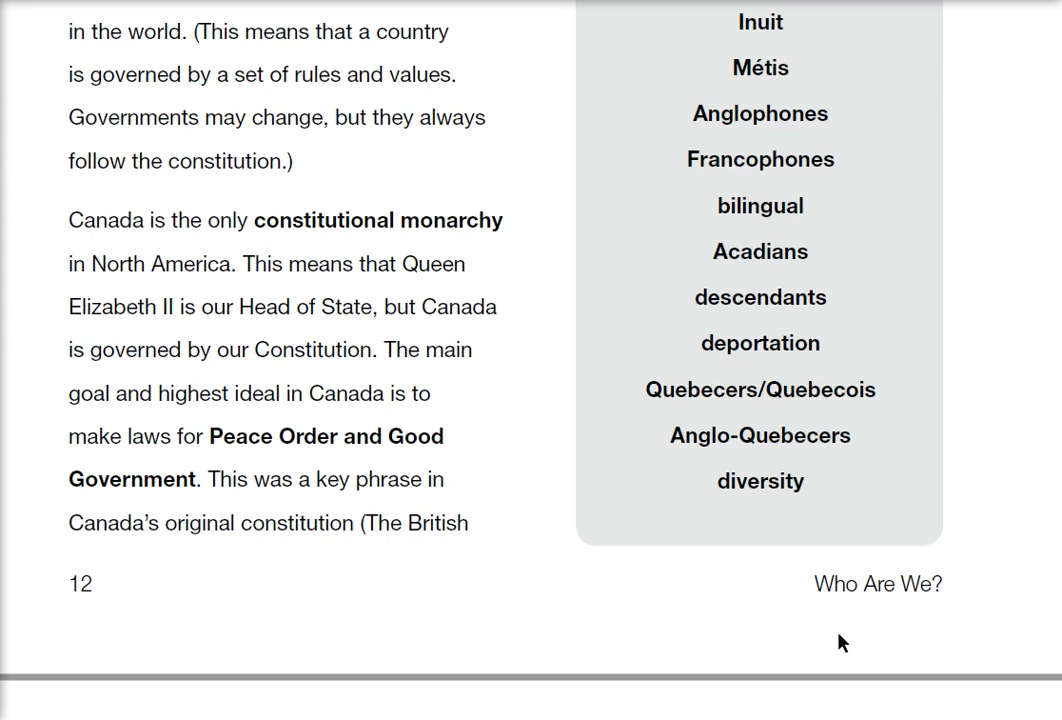 in the world. (This means that a country
is governed by a set of rules and values.
Governments may change, but they always
follow the constitution.)
Canada is the only constitutional monarchy
in North America. This means that Queen
Elizabeth II is our Head of State, but Canada
is governed by our Constitution. The main
goal and highest ideal in Canada is to
make laws for Peace Order and Good
Government. This was a key phrase in
Canada’s original constitution (The British
Inuit
Métis
Anglophones
Francophones
bilingual
Acadians
descendants
deportation
Quebecers/Quebecois
Anglo-Quebecers
diversity
12
Who Are We?